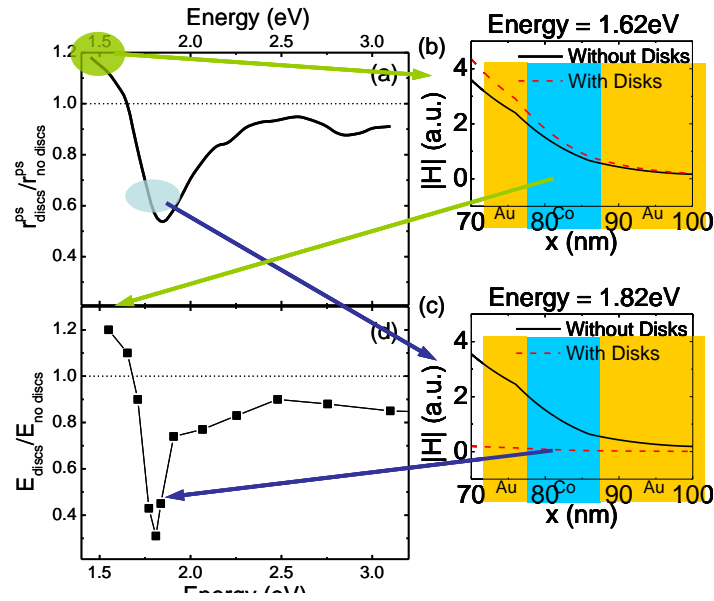 Energy (eV)
1.5 2.0 2.5 3.0
1.2
1.0
0.8
0.6
0.4
r^ps_discs/r^ps_no discs
(a)
(b)
Energy = 1.62eV
Without Disks
With Disks
4
2
0
|H| (a.u.)
Au Co Au
70 80 90 100
x (nm)
(c)
Energy = 1.82eV
Without Disks
With Disks
4
2
0
|H| (a.u.)
Au Co Au
70 80 90 100
x (nm)
(d)
1.2
1.0
0.8
0.6
0.4
E_discs/E_no discs
1.5 2.0 2.5 3.0
Energy (eV)